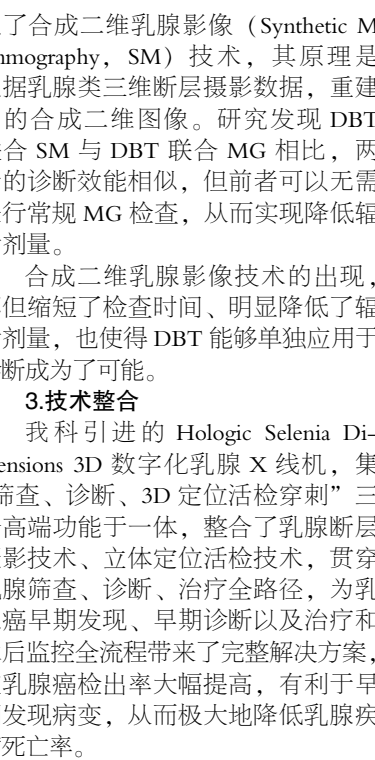 了合成二维乳腺影像（Synthetic M
mmography，SM）技术，其原理是
据乳腺类三维断层摄影数据，重建
的合成二维图像。研究发现 DBT
合 SM 与 DBT 联合 MG 相比，两
的诊断效能相似，但前者可以无需
行常规 MG 检查，从而实现降低辐
剂量。
合成二维乳腺影像技术的出现，
但缩短了检查时间、明显降低了辐
剂量，也使得 DBT 能够单独应用于
断成为了可能。
3.技术整合
我科引进的 Hologic Selenia Di-
ensions 3D 数字化乳腺 X 线机，集
筛查、诊断、3D 定位活检穿刺”三
高端功能于一体，整合了乳腺断层
影技术、立体定位活检技术，贯穿
腺筛查、诊断、治疗全路径，为乳
癌早期发现、早期诊断以及治疗和
后监控全流程带来了完整解决方案，
乳腺癌检出率大幅提高，有利于早
发现病变，从而极大地降低乳腺疾
死亡率。